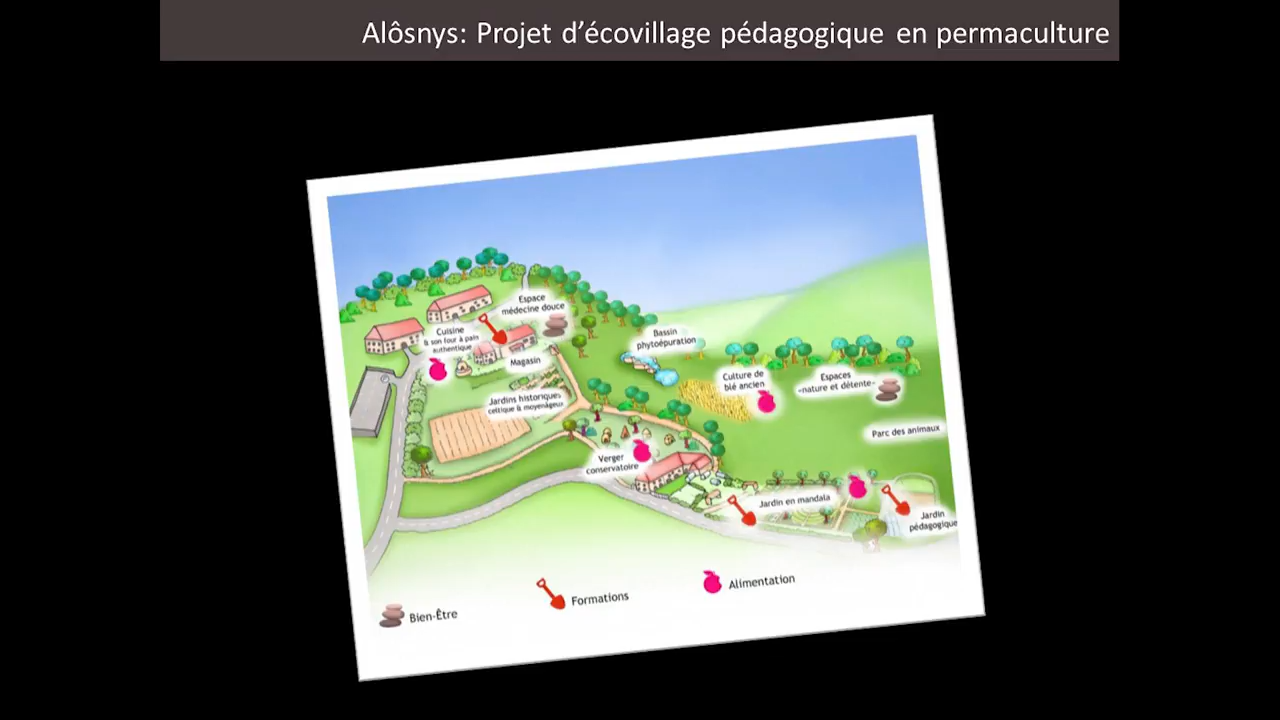 Alôsnys: Projet d'écovillage pédagogique en permaculture
Espace
médecine douce
Cuisine
& son four à pain
authentique
Magasin
Bassin
phytoépuration
Culture de
blé ancien
Espaces
-nature et détente-
Jardins historiques
celtique & moyenâgeux
Parc des animaux
Verger
conservatoire
Jardin en mandala
Jardin
pédagogique
Bien-Être
Formations
Alimentation